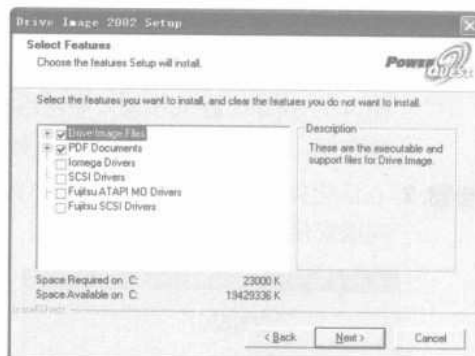 Drive Image 2002 Setup
Select Features
Choose the features Setup will install.
PowerQuest
Select the features you want to install, and clear the features you do not want to install.
Drive Image Files
PDF Documents
Iomega Drivers
SCSI Drivers
Fujitsu ATAPI MO Drivers
Fujitsu SCSI Drivers
Description
These are the executable and
support files for Drive Image.
Space Required on C: 23000 K
Space Available on C: 19429336 K
< Back
Next >
Cancel